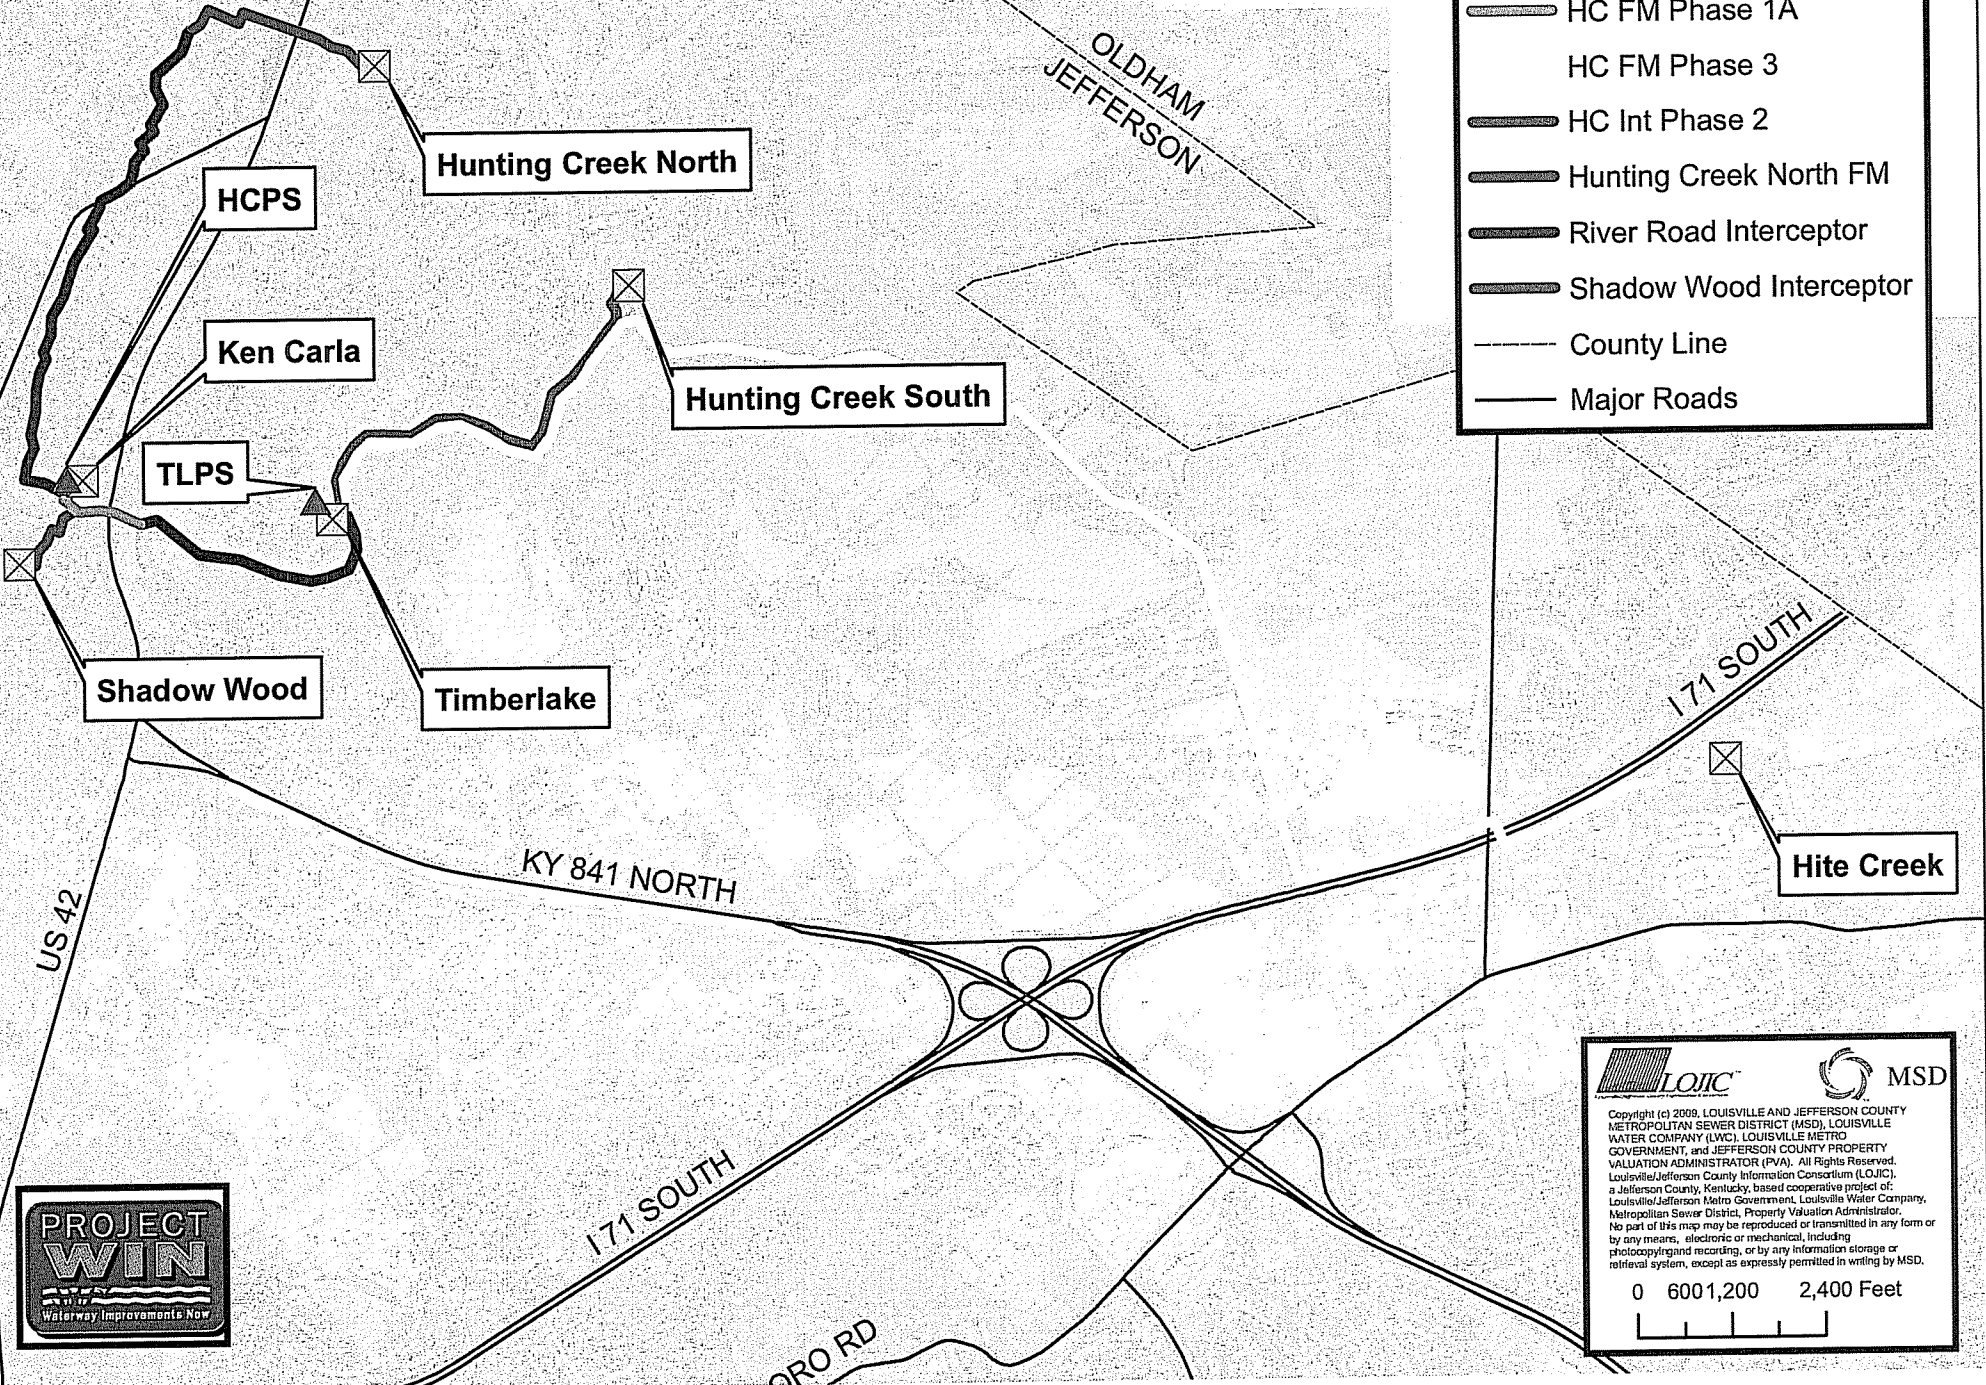 HC FM Phase 1A
HC FM Phase 3
HC Int Phase 2
Hunting Creek North FM
River Road Interceptor
Shadow Wood Interceptor
County Line
Major Roads
OLDHAM
JEFFERSON
Hunting Creek North
HCPS
Ken Carla
Hunting Creek South
TLPS
Shadow Wood
Timberlake
I 71 SOUTH
Hite Creek
KY 841 NORTH
US 42
I 71 SOUTH
ORO RD
PROJECT
WIN
Waterway Improvements Now
LOJIC™
MSD
Copyright (c) 2009, LOUISVILLE AND JEFFERSON COUNTY
METROPOLITAN SEWER DISTRICT (MSD), LOUISVILLE
WATER COMPANY (LWC), LOUISVILLE METRO
GOVERNMENT, and JEFFERSON COUNTY PROPERTY
VALUATION ADMINISTRATOR (PVA). All Rights Reserved.
Louisville/Jefferson County Information Consortium (LOJIC),
a Jefferson County, Kentucky, based cooperative project of:
Louisville/Jefferson Metro Government, Louisville Water Company,
Metropolitan Sewer District, Property Valuation Administrator.
No part of this map may be reproduced or transmitted in any form or
by any means, electronic or mechanical, including
photocopyingand recording, or by any information storage or
retrieval system, except as expressly permitted in writing by MSD.
0 6001,200 2,400 Feet